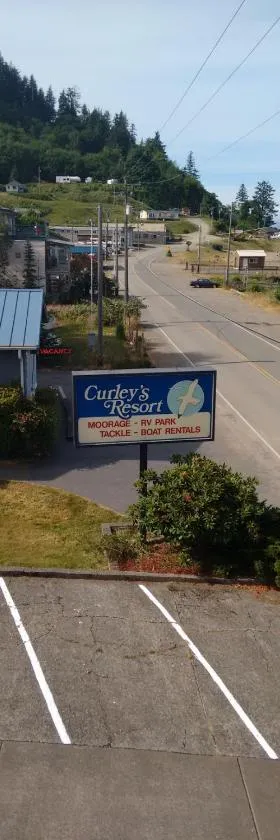 VACANCY
Curley's
Resort
MOORAGE - RV PARK
TACKLE - BOAT RENTALS